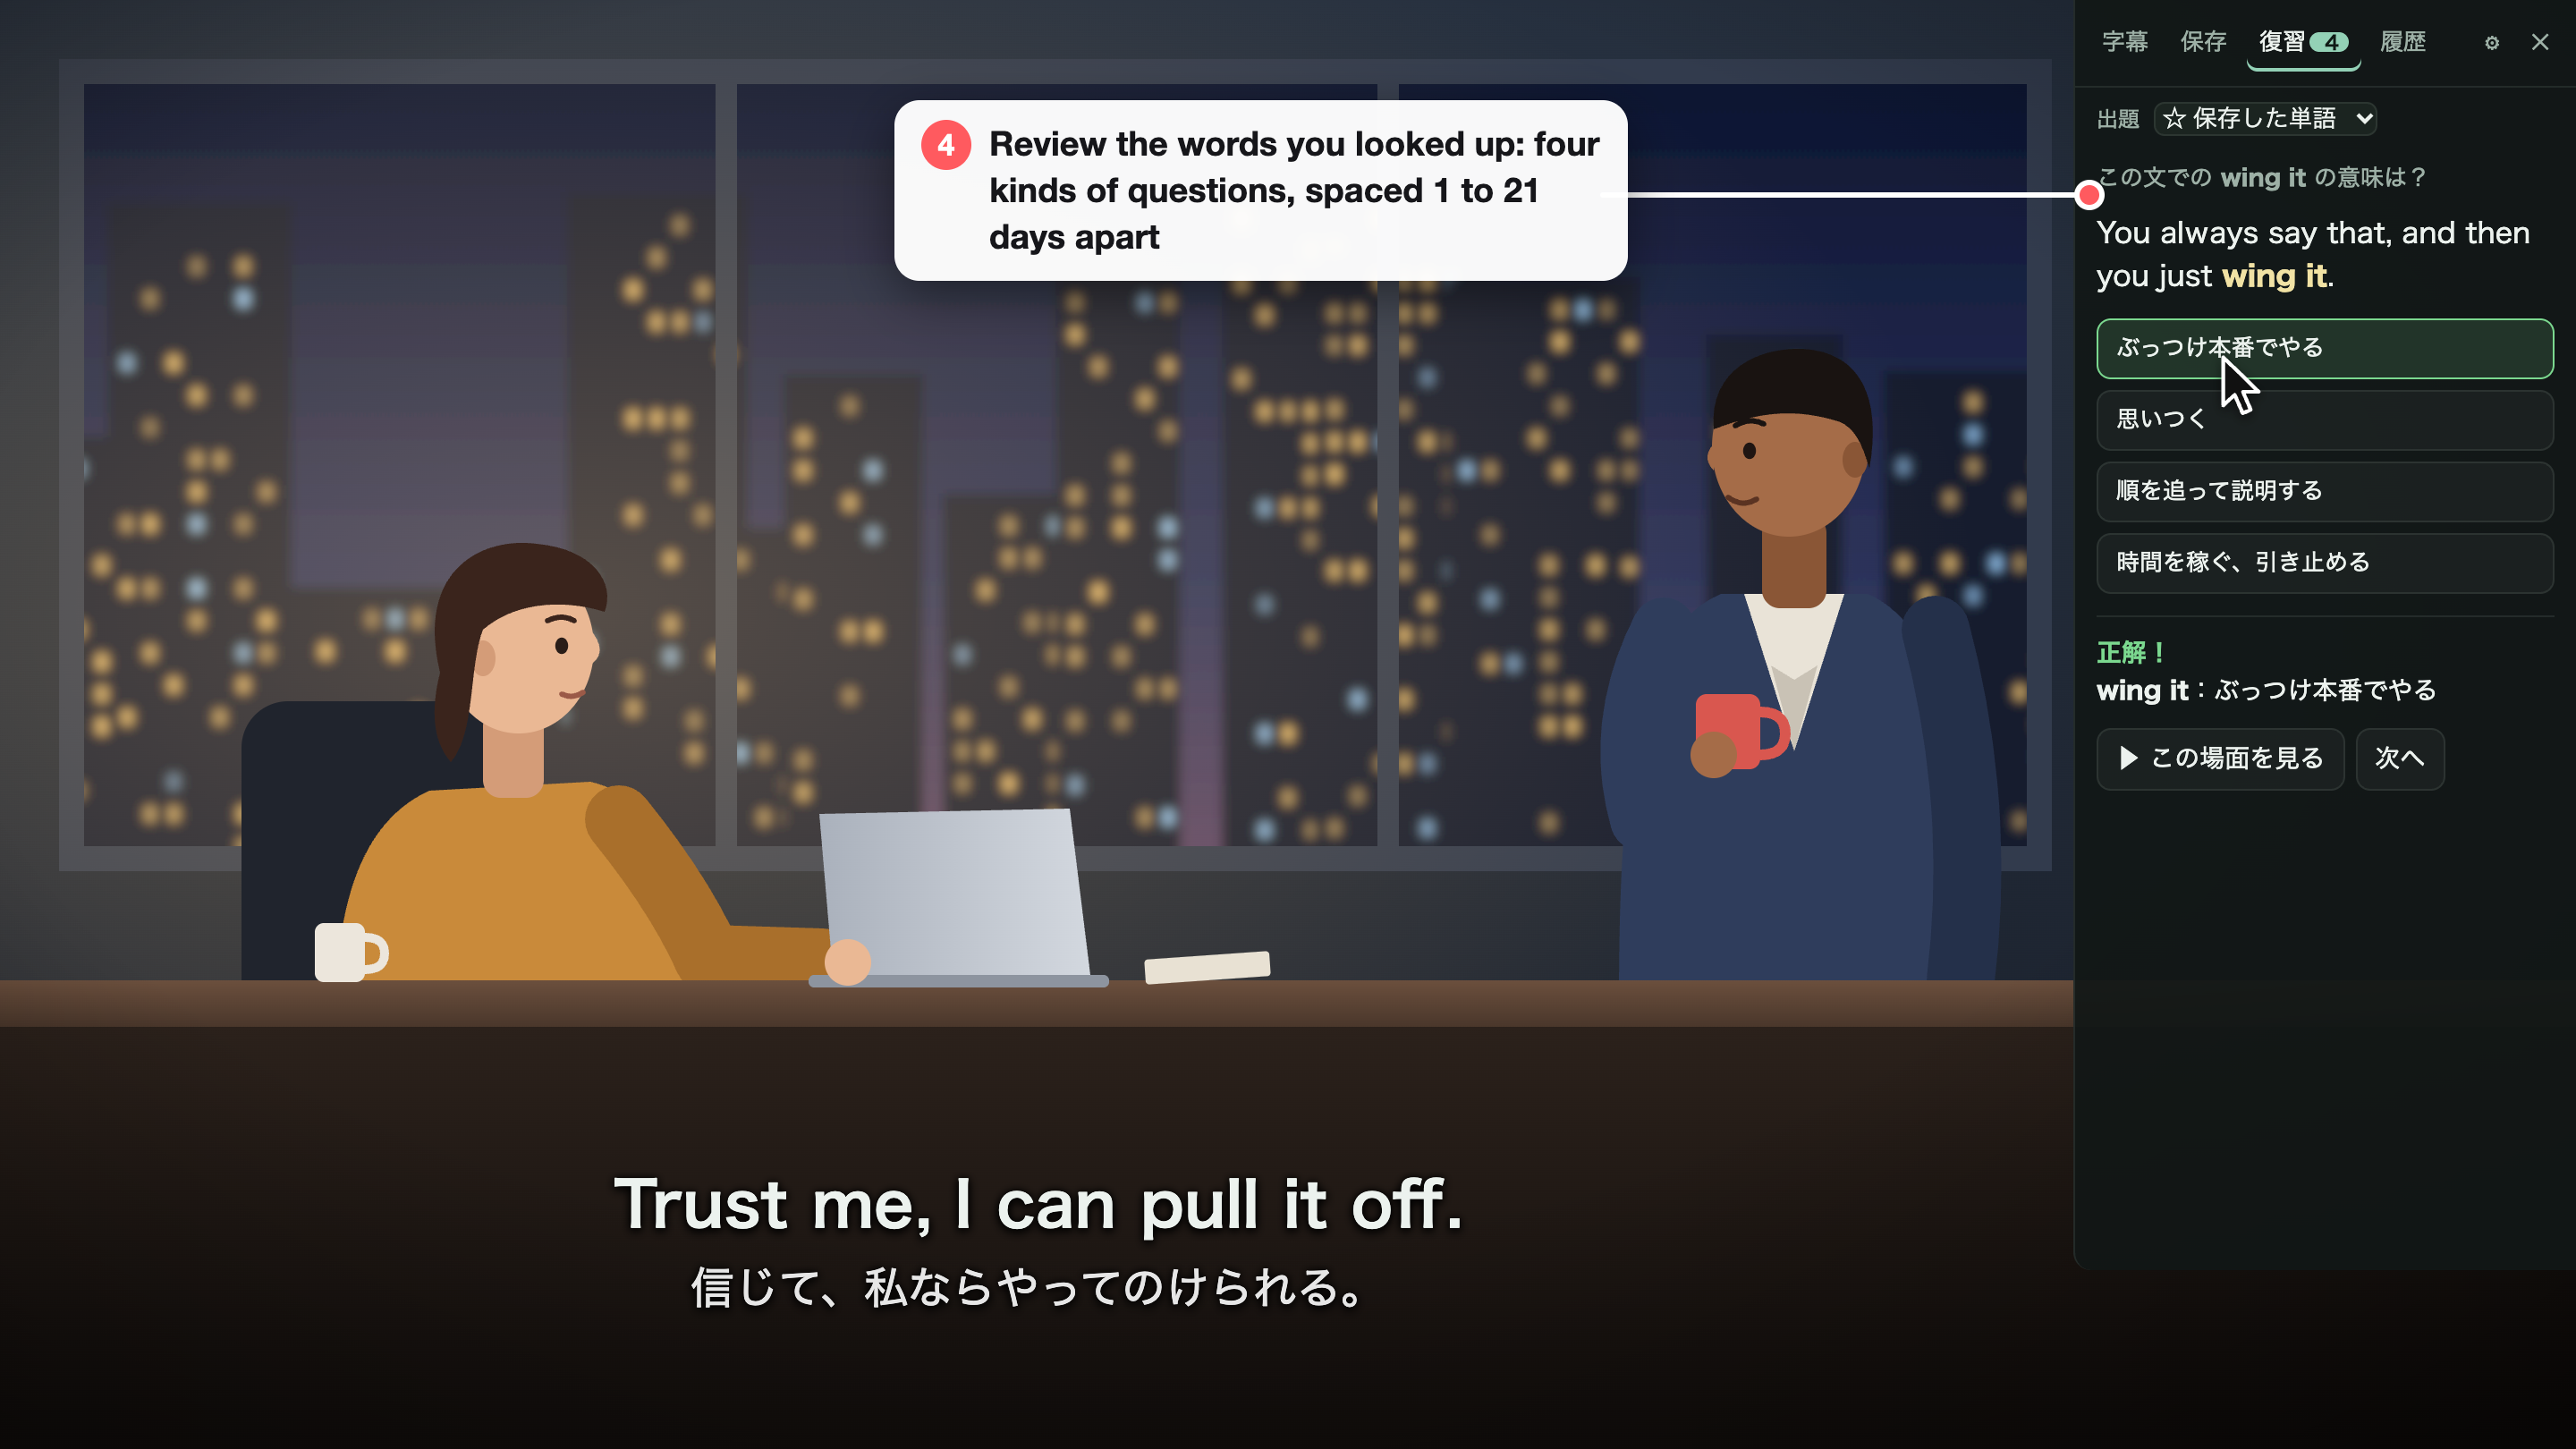 字幕 保存 復習 4 履歴
4 Review the words you looked up: four
kinds of questions, spaced 1 to 21
days apart
出題 ☆ 保存した単語
この文での wing it の意味は？
You always say that, and then
you just wing it.
ぶっつけ本番でやる
思いつく
順を追って説明する
時間を稼ぐ、引き止める
正解！
wing it：ぶっつけ本番でやる
▶ この場面を見る 次へ
Trust me, I can pull it off.
信じて、私ならやってのけられる。